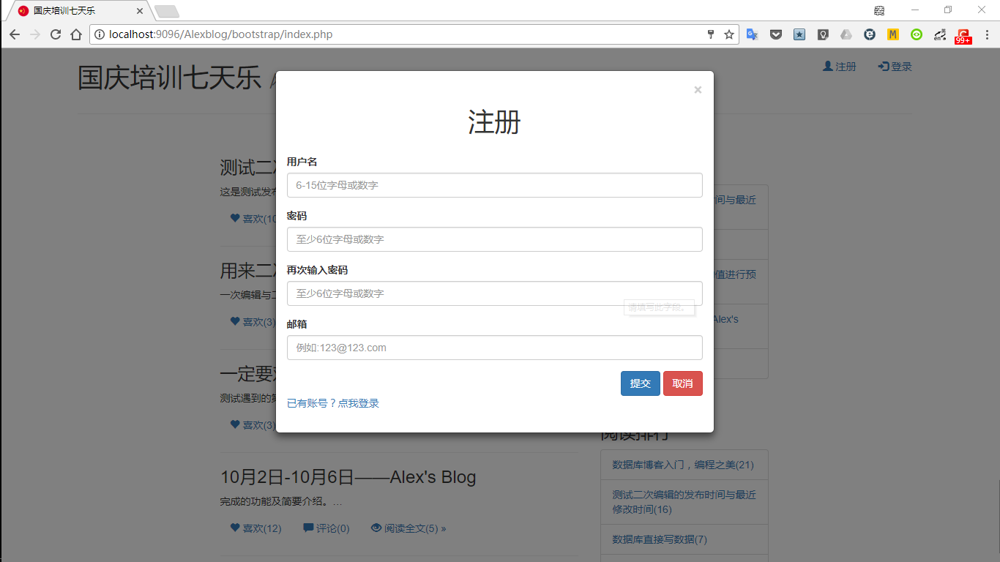 国庆培训七天乐
localhost:9096/Alexblog/bootstrap/index.php
en
英
M
99+
国庆培训七天乐
注册 登录
×
注册
用户名
6-15位字母或数字
密码
至少6位字母或数字
再次输入密码
至少6位字母或数字
请填写此字段。
邮箱
例如:123@123.com
提交 取消
已有账号？点我登录
测试二
这是测试发布
喜欢(10
用来二
一次编辑与二
喜欢(3)
一定要
测试遇到的第
喜欢(3)
10月2日-10月6日——Alex's Blog
完成的功能及简要介绍。...
喜欢(12) 评论(0) 阅读全文(5) »
时间与最近
值进行预
Alex's
阅读排行
数据库博客入门，编程之美(21)
测试二次编辑的发布时间与最近
修改时间(16)
数据库直接写数据(7)